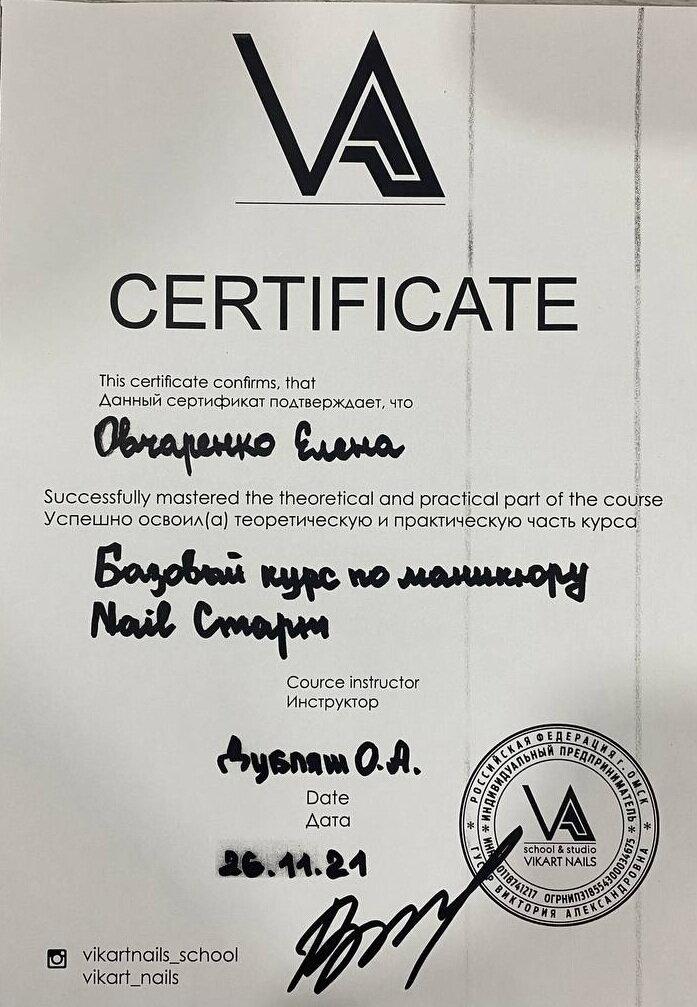 VA
CERTIFICATE
This certificate confirms, that
Данный сертификат подтверждает, что
Овчаренко Елена
Successfully mastered the theoretical and practical part of the course
Успешно освоил(а) теоретическую и практическую часть курса
Базовый курс по маникюру
Nail Старт
Cource instructor
Инструктор
О.А.
Date
Дата
26.11.21
РОССИЙСКАЯ ФЕДЕРАЦИЯ г. ОМСК
ИНДИВИДУАЛЬНЫЙ ПРЕДПРИНИМАТЕЛЬ
VA
school & studio
VIKART NAILS
ОГРНИП318554300034675
ВИКТОРИЯ АЛЕКСАНДРОВНА
vikartnails_school
vikart_nails